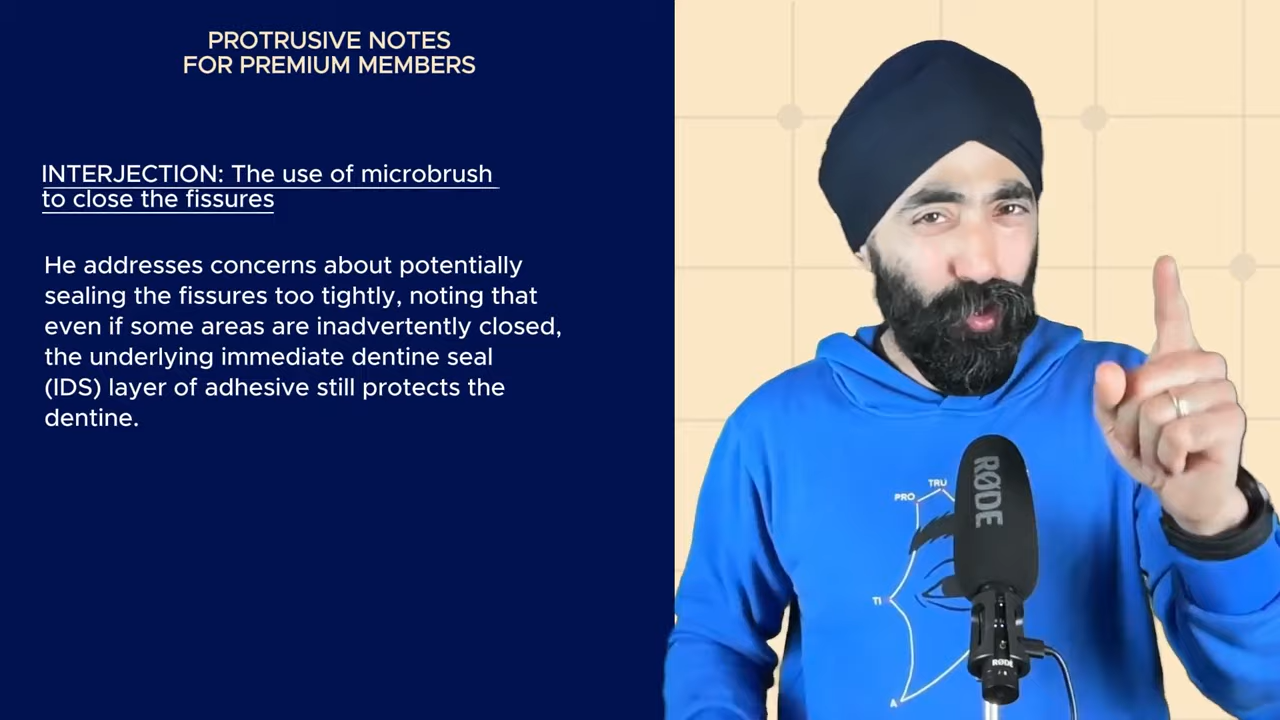 PROTRUSIVE NOTES
FOR PREMIUM MEMBERS
INTERJECTION: The use of microbrush
to close the fissures
He addresses concerns about potentially
sealing the fissures too tightly, noting that
even if some areas are inadvertently closed,
the underlying immediate dentine seal
(IDS) layer of adhesive still protects the
dentine.
PRO
TRU
TI
A
RØDE
RØDE